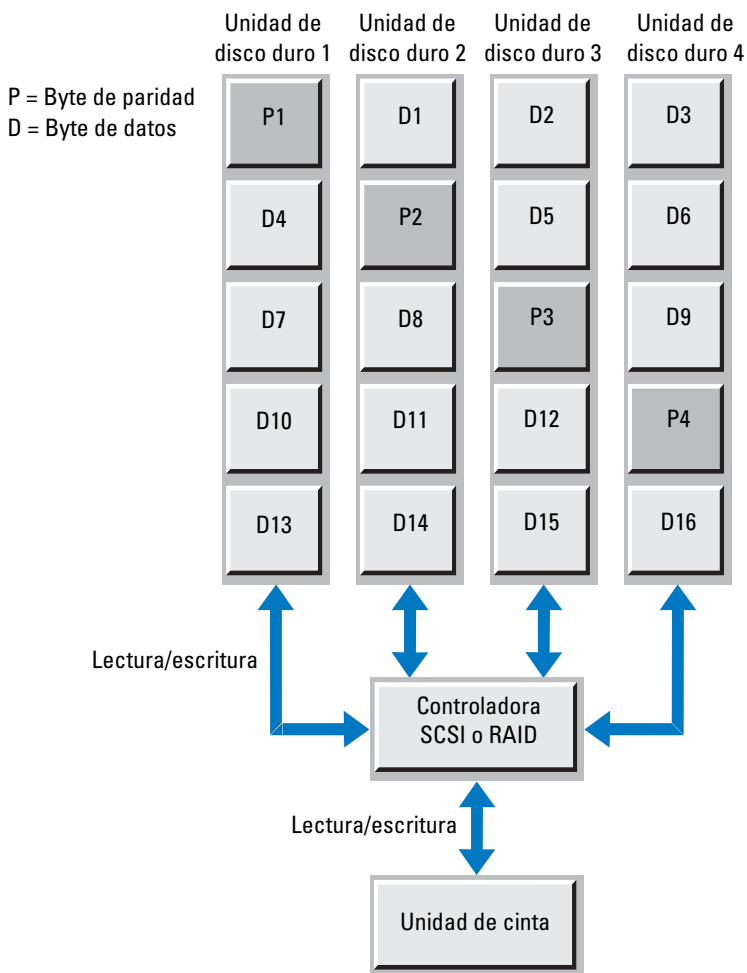 Unidad de disco duro 1
Unidad de disco duro 2
Unidad de disco duro 3
Unidad de disco duro 4
P = Byte de paridad
D = Byte de datos
P1 D1 D2 D3
D4 P2 D5 D6
D7 D8 P3 D9
D10 D11 D12 P4
D13 D14 D15 D16
Lectura/escritura
Controladora
SCSI o RAID
Lectura/escritura
Unidad de cinta